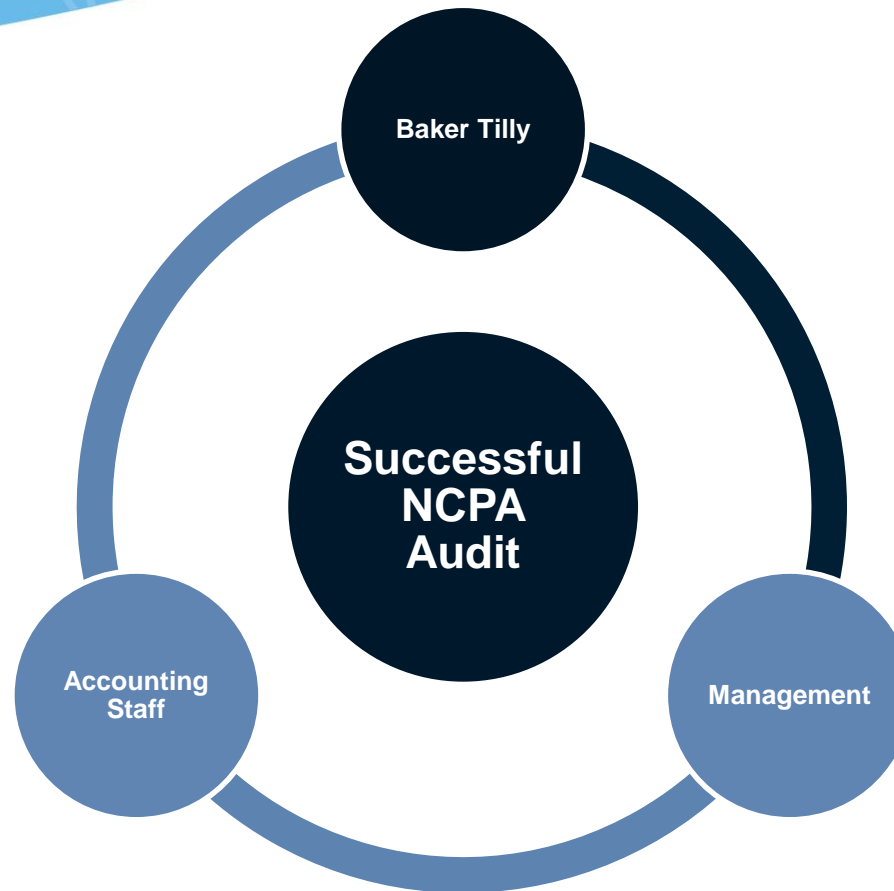 Baker Tilly
Successful
NCPA
Audit
Accounting
Staff
Management